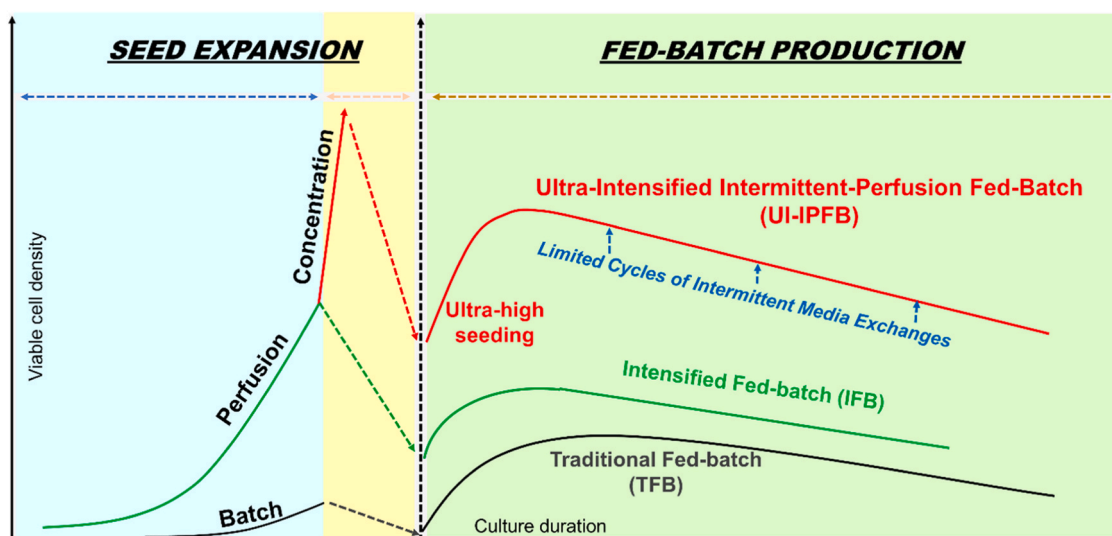 SEED EXPANSION
FED-BATCH PRODUCTION
Viable cell density
Perfusion
Concentration
Batch
Ultra-high
seeding
Ultra-Intensified Intermittent-Perfusion Fed-Batch
(UI-IPFB)
Limited Cycles of Intermittent Media Exchanges
Intensified Fed-batch (IFB)
Traditional Fed-batch
(TFB)
Culture duration